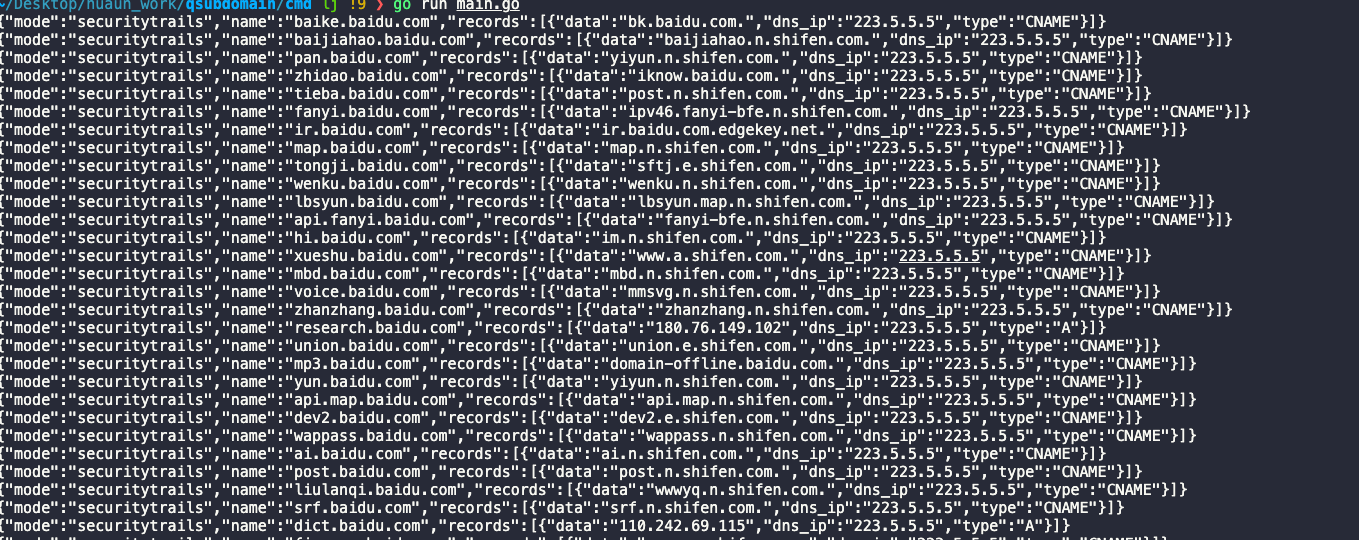 ~/Desktop/huaun_work/qsubdomain/cmd lj !9 ❯ go run main.go
{"mode":"securitytrails","name":"baike.baidu.com","records":[{"data":"bk.baidu.com.","dns_ip":"223.5.5.5","type":"CNAME"}]}
{"mode":"securitytrails","name":"baijiahao.baidu.com","records":[{"data":"baijiahao.n.shifen.com.","dns_ip":"223.5.5.5","type":"CNAME"}]}
{"mode":"securitytrails","name":"pan.baidu.com","records":[{"data":"yiyun.n.shifen.com.","dns_ip":"223.5.5.5","type":"CNAME"}]}
{"mode":"securitytrails","name":"zhidao.baidu.com","records":[{"data":"iknow.baidu.com.","dns_ip":"223.5.5.5","type":"CNAME"}]}
{"mode":"securitytrails","name":"tieba.baidu.com","records":[{"data":"post.n.shifen.com.","dns_ip":"223.5.5.5","type":"CNAME"}]}
{"mode":"securitytrails","name":"fanyi.baidu.com","records":[{"data":"ipv46.fanyi-bfe.n.shifen.com.","dns_ip":"223.5.5.5","type":"CNAME"}]}
{"mode":"securitytrails","name":"ir.baidu.com","records":[{"data":"ir.baidu.com.edgekey.net.","dns_ip":"223.5.5.5","type":"CNAME"}]}
{"mode":"securitytrails","name":"map.baidu.com","records":[{"data":"map.n.shifen.com.","dns_ip":"223.5.5.5","type":"CNAME"}]}
{"mode":"securitytrails","name":"tongji.baidu.com","records":[{"data":"sftj.e.shifen.com.","dns_ip":"223.5.5.5","type":"CNAME"}]}
{"mode":"securitytrails","name":"wenku.baidu.com","records":[{"data":"wenku.n.shifen.com.","dns_ip":"223.5.5.5","type":"CNAME"}]}
{"mode":"securitytrails","name":"lbsyun.baidu.com","records":[{"data":"lbsyun.map.n.shifen.com.","dns_ip":"223.5.5.5","type":"CNAME"}]}
{"mode":"securitytrails","name":"api.fanyi.baidu.com","records":[{"data":"fanyi-bfe.n.shifen.com.","dns_ip":"223.5.5.5","type":"CNAME"}]}
{"mode":"securitytrails","name":"hi.baidu.com","records":[{"data":"im.n.shifen.com.","dns_ip":"223.5.5.5","type":"CNAME"}]}
{"mode":"securitytrails","name":"xueshu.baidu.com","records":[{"data":"www.a.shifen.com.","dns_ip":"223.5.5.5","type":"CNAME"}]}
{"mode":"securitytrails","name":"mbd.baidu.com","records":[{"data":"mbd.n.shifen.com.","dns_ip":"223.5.5.5","type":"CNAME"}]}
{"mode":"securitytrails","name":"voice.baidu.com","records":[{"data":"mmsvg.n.shifen.com.","dns_ip":"223.5.5.5","type":"CNAME"}]}
{"mode":"securitytrails","name":"zhanzhang.baidu.com","records":[{"data":"zhanzhang.n.shifen.com.","dns_ip":"223.5.5.5","type":"CNAME"}]}
{"mode":"securitytrails","name":"research.baidu.com","records":[{"data":"180.76.149.102","dns_ip":"223.5.5.5","type":"A"}]}
{"mode":"securitytrails","name":"union.baidu.com","records":[{"data":"union.e.shifen.com.","dns_ip":"223.5.5.5","type":"CNAME"}]}
{"mode":"securitytrails","name":"mp3.baidu.com","records":[{"data":"domain-offline.baidu.com.","dns_ip":"223.5.5.5","type":"CNAME"}]}
{"mode":"securitytrails","name":"yun.baidu.com","records":[{"data":"yiyun.n.shifen.com.","dns_ip":"223.5.5.5","type":"CNAME"}]}
{"mode":"securitytrails","name":"api.map.baidu.com","records":[{"data":"api.map.n.shifen.com.","dns_ip":"223.5.5.5","type":"CNAME"}]}
{"mode":"securitytrails","name":"dev2.baidu.com","records":[{"data":"dev2.e.shifen.com.","dns_ip":"223.5.5.5","type":"CNAME"}]}
{"mode":"securitytrails","name":"wappass.baidu.com","records":[{"data":"wappass.n.shifen.com.","dns_ip":"223.5.5.5","type":"CNAME"}]}
{"mode":"securitytrails","name":"ai.baidu.com","records":[{"data":"ai.n.shifen.com.","dns_ip":"223.5.5.5","type":"CNAME"}]}
{"mode":"securitytrails","name":"post.baidu.com","records":[{"data":"post.n.shifen.com.","dns_ip":"223.5.5.5","type":"CNAME"}]}
{"mode":"securitytrails","name":"liulanqi.baidu.com","records":[{"data":"wwwyq.n.shifen.com.","dns_ip":"223.5.5.5","type":"CNAME"}]}
{"mode":"securitytrails","name":"srf.baidu.com","records":[{"data":"srf.n.shifen.com.","dns_ip":"223.5.5.5","type":"CNAME"}]}
{"mode":"securitytrails","name":"dict.baidu.com","records":[{"data":"110.242.69.115","dns_ip":"223.5.5.5","type":"A"}]}